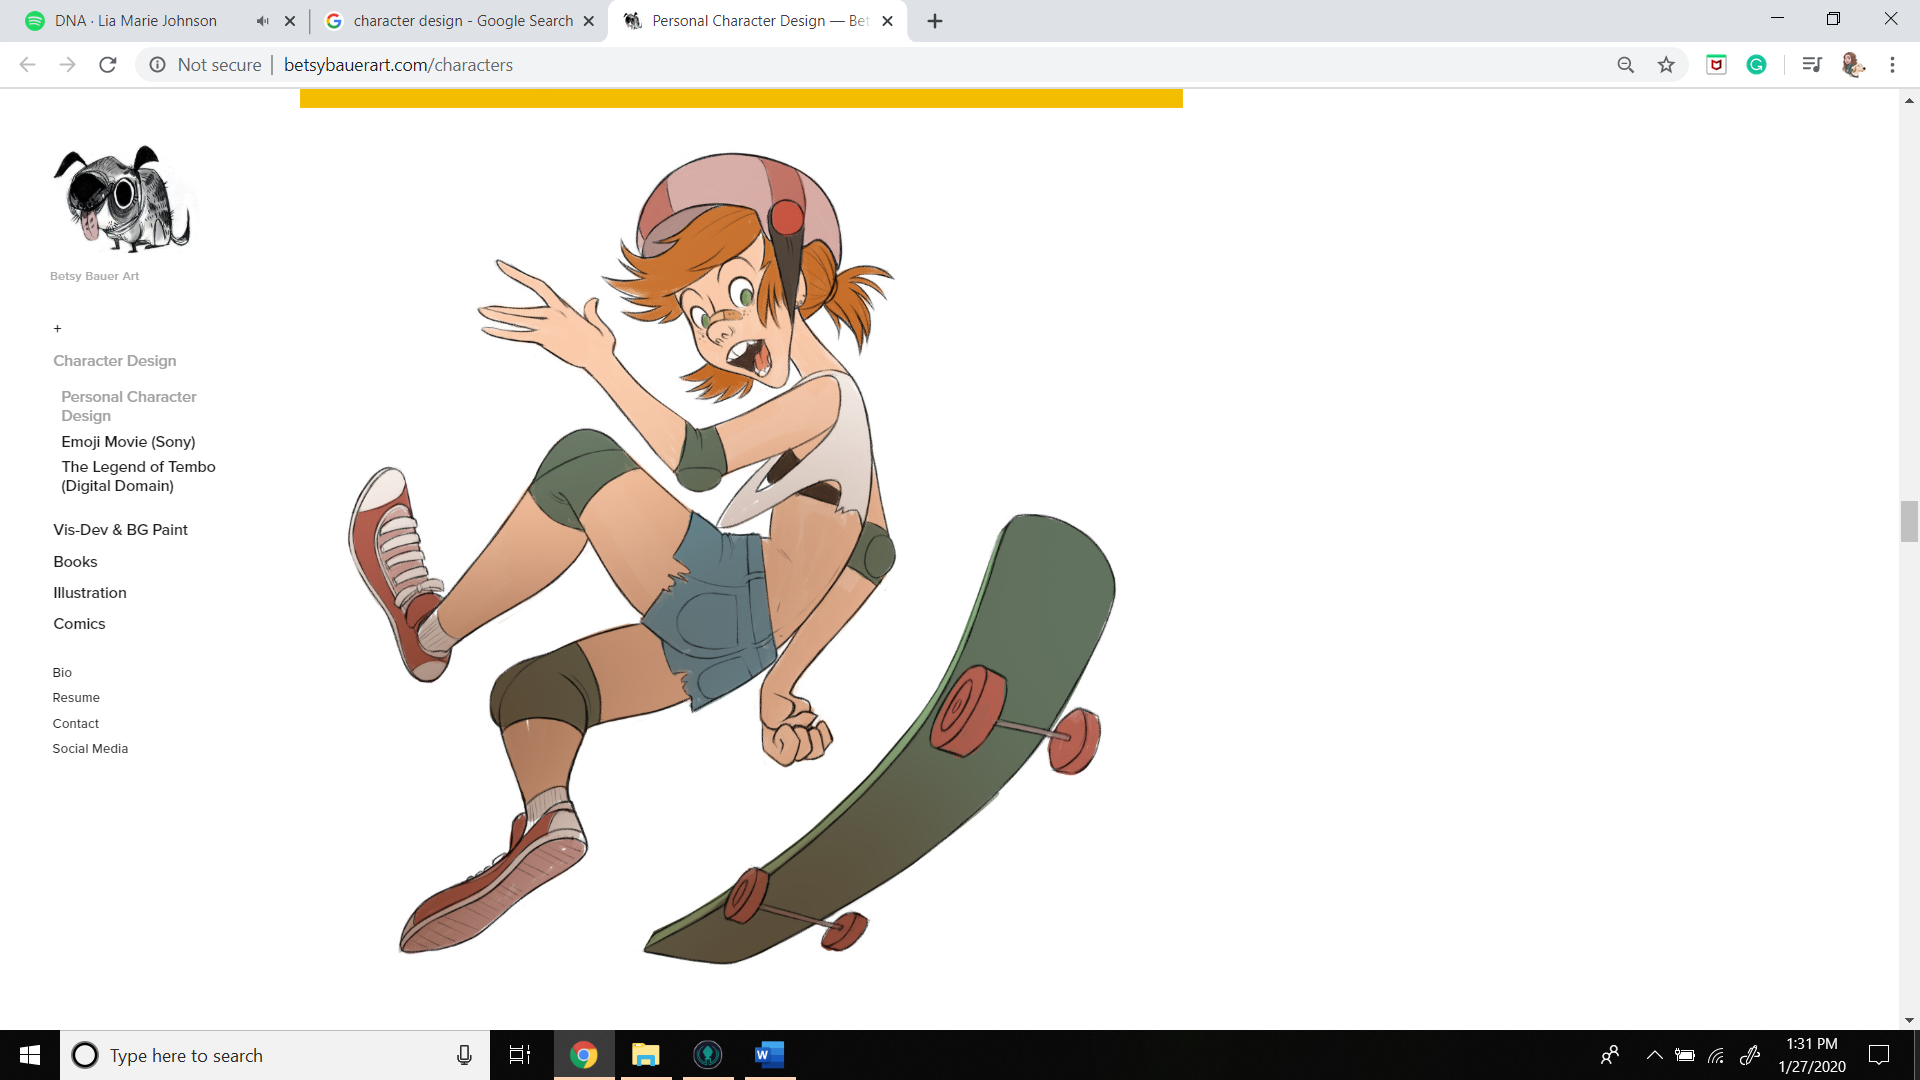 DNA · Lia Marie Johnson
character design - Google Search
Personal Character Design — Bet
Not secure
betsybauerart.com/characters
Betsy Bauer Art
+
Character Design
Personal Character
Design
Emoji Movie (Sony)
The Legend of Tembo
(Digital Domain)
Vis-Dev & BG Paint
Books
Illustration
Comics
Bio
Resume
Contact
Social Media
Type here to search
1:31 PM
1/27/2020